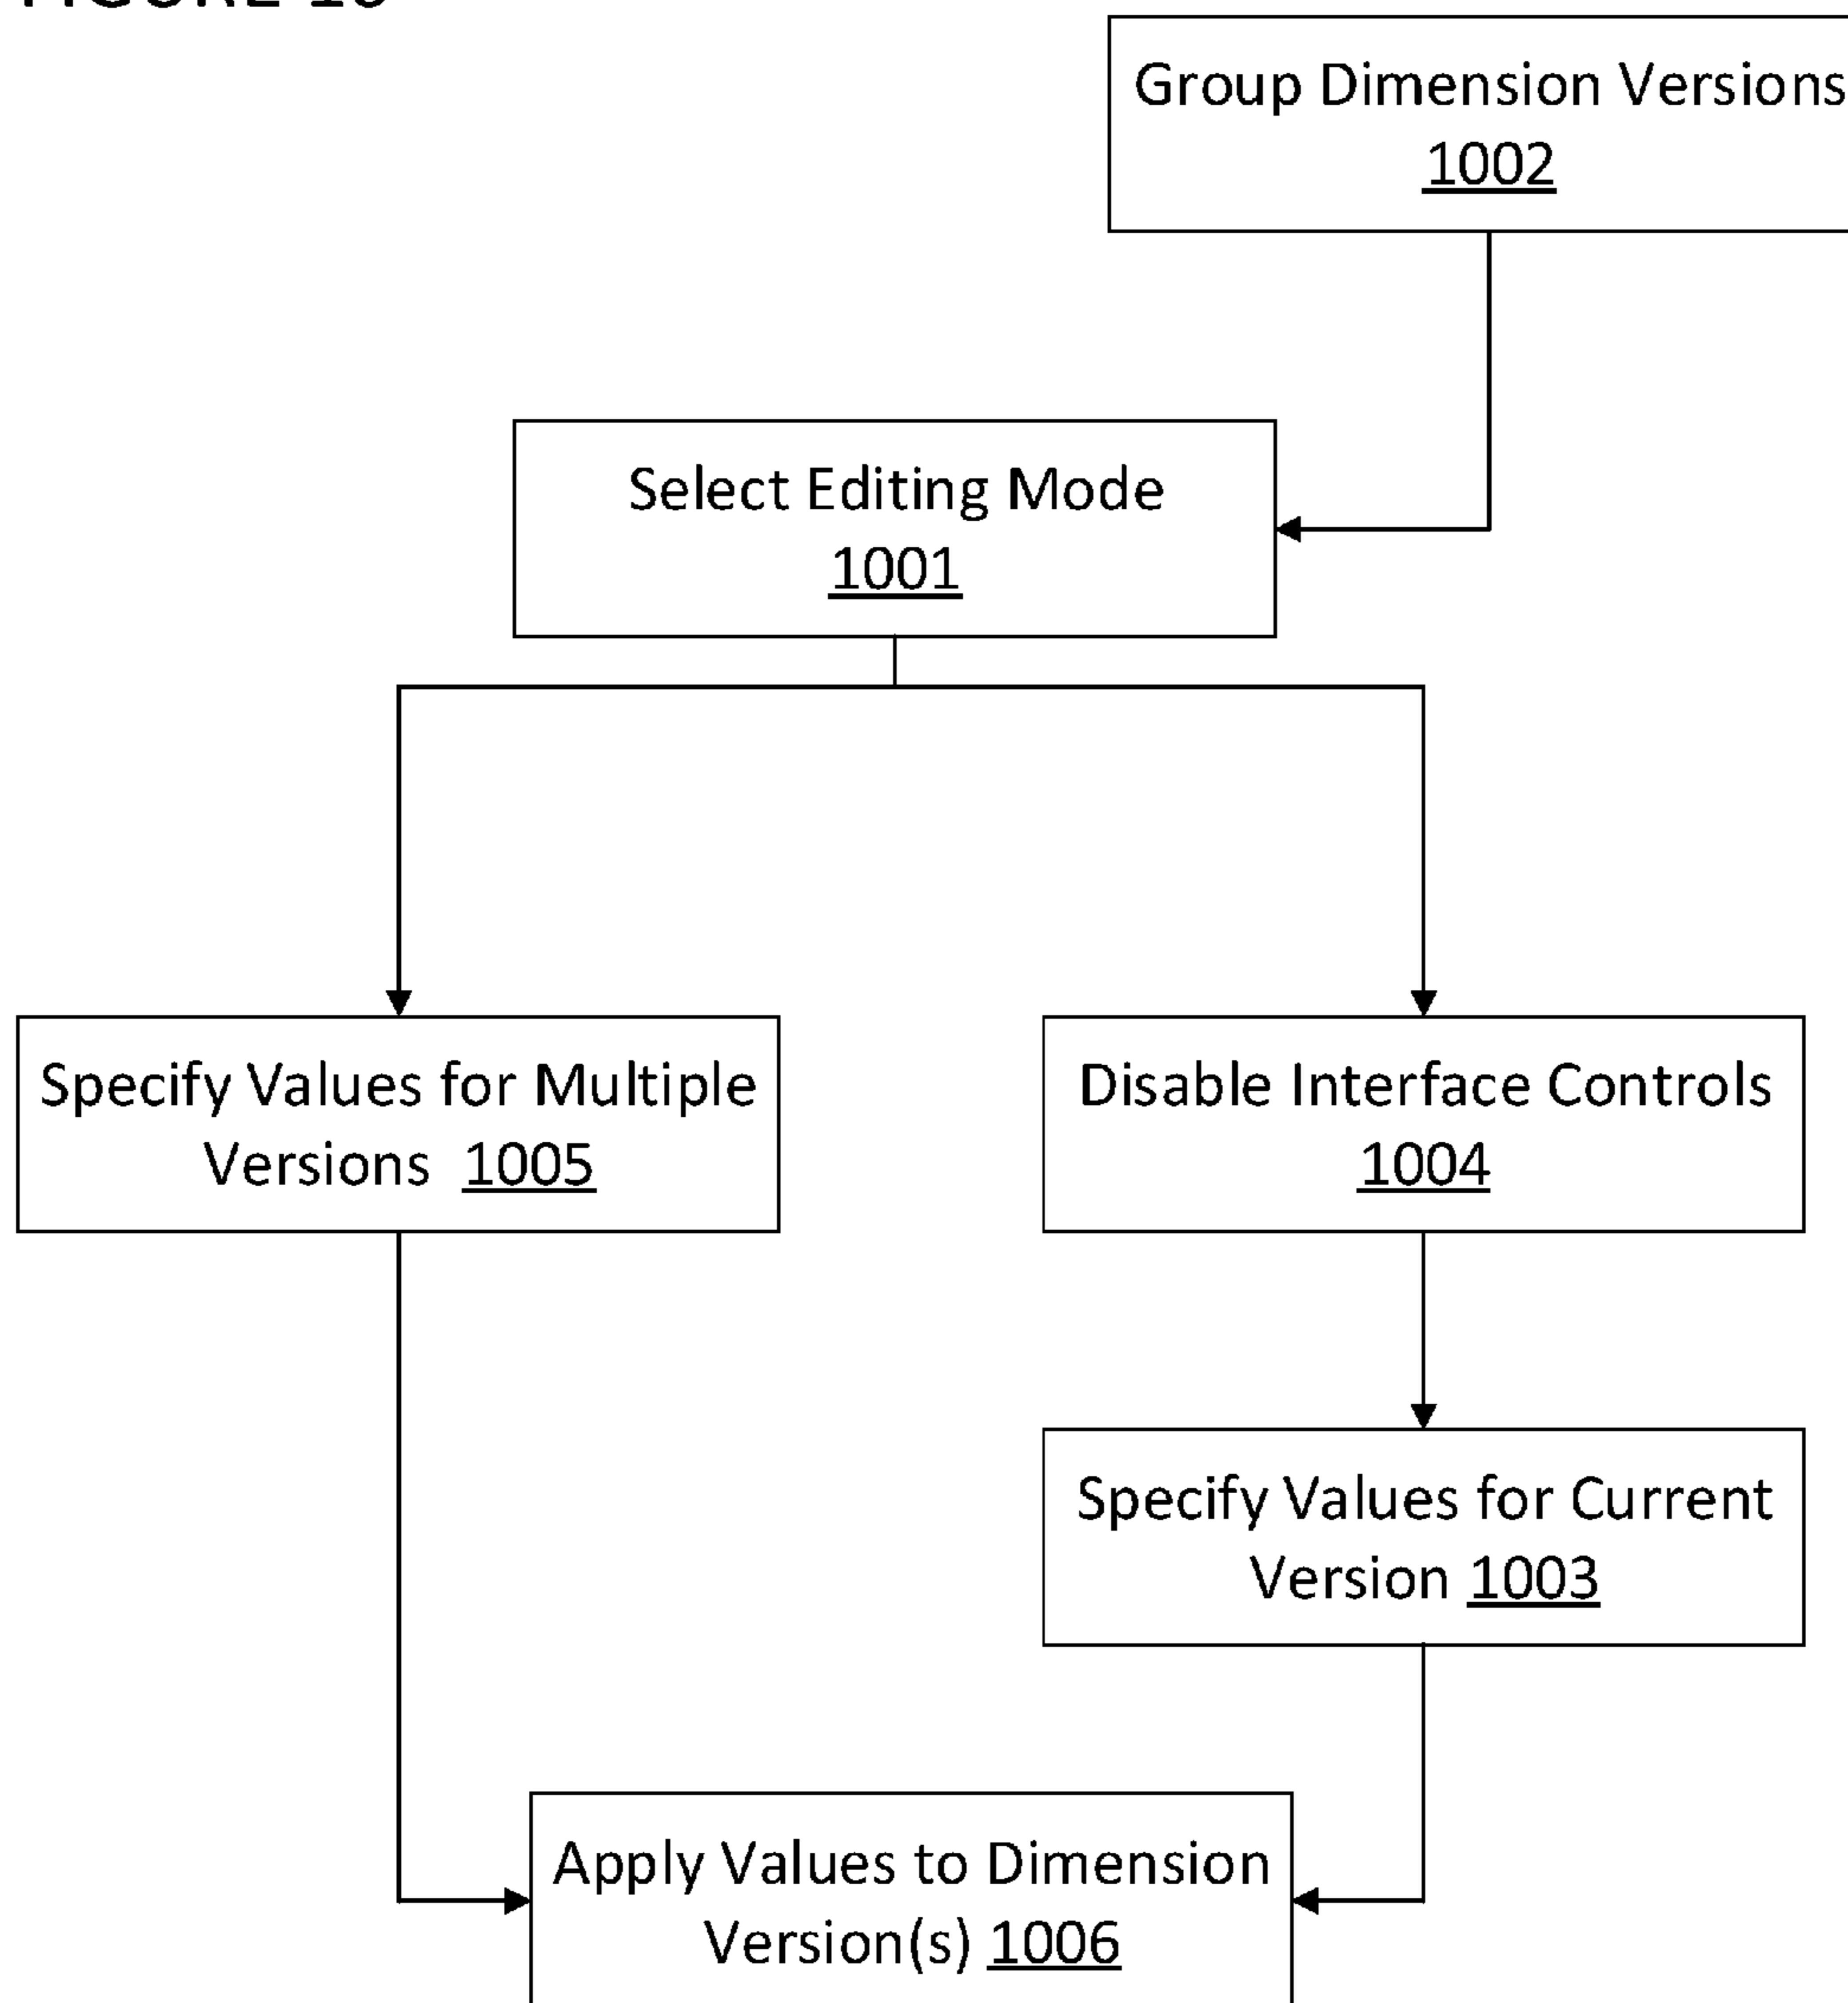 Group Dimension Versions
1002
Select Editing Mode
1001
Specify Values for Multiple
Versions 1005
Disable Interface Controls
1004
Specify Values for Current
Version 1003
Apply Values to Dimension
Version(s) 1006